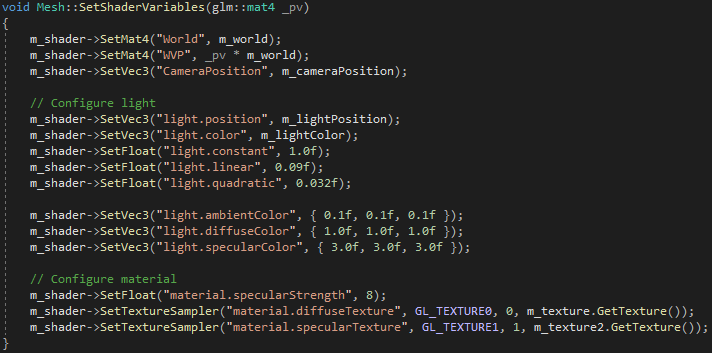 void Mesh::SetShaderVariables(glm::mat4 _pv)
{
m_shader->SetMat4("World", m_world);
m_shader->SetMat4("WVP", _pv * m_world);
m_shader->SetVec3("CameraPosition", m_cameraPosition);
// Configure light
m_shader->SetVec3("light.position", m_lightPosition);
m_shader->SetVec3("light.color", m_lightColor);
m_shader->SetFloat("light.constant", 1.0f);
m_shader->SetFloat("light.linear", 0.09f);
m_shader->SetFloat("light.quadratic", 0.032f);
m_shader->SetVec3("light.ambientColor", { 0.1f, 0.1f, 0.1f });
m_shader->SetVec3("light.diffuseColor", { 1.0f, 1.0f, 1.0f });
m_shader->SetVec3("light.specularColor", { 3.0f, 3.0f, 3.0f });
// Configure material
m_shader->SetFloat("material.specularStrength", 8);
m_shader->SetTextureSampler("material.diffuseTexture", GL_TEXTURE0, 0, m_texture.GetTexture());
m_shader->SetTextureSampler("material.specularTexture", GL_TEXTURE1, 1, m_texture2.GetTexture());
}